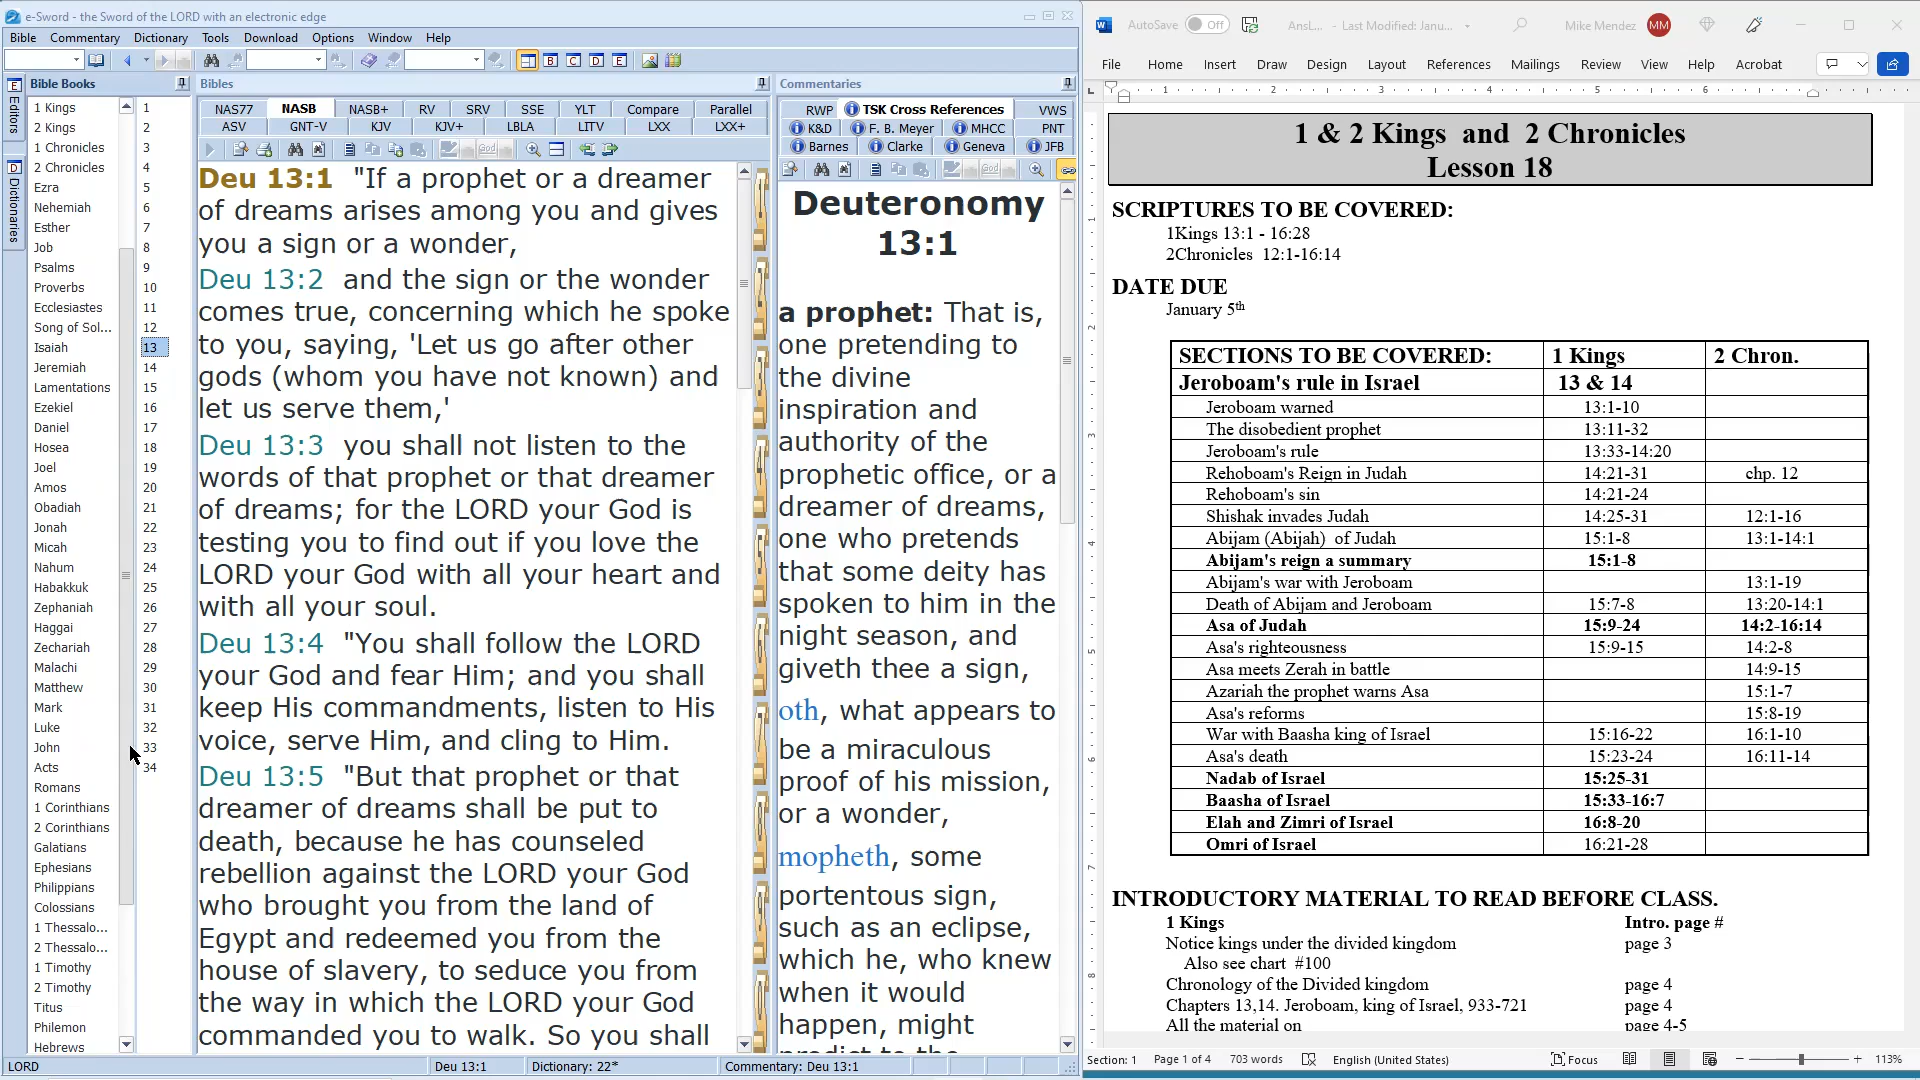 e-Sword - the Sword of the LORD with an electronic edge
Bible Commentary Dictionary Tools Download Options Window Help
B C D E
Editors
Dictionaries
Bible Books
1 Kings
2 Kings
1 Chronicles
2 Chronicles
Ezra
Nehemiah
Esther
Job
Psalms
Proverbs
Ecclesiastes
Song of Sol...
Isaiah
Jeremiah
Lamentations
Ezekiel
Daniel
Hosea
Joel
Amos
Obadiah
Jonah
Micah
Nahum
Habakkuk
Zephaniah
Haggai
Zechariah
Malachi
Matthew
Mark
Luke
John
Acts
Romans
1 Corinthians
2 Corinthians
Galatians
Ephesians
Philippians
Colossians
1 Thessalo...
2 Thessalo...
1 Timothy
2 Timothy
Titus
Philemon
Hebrews
1
2
3
4
5
6
7
8
9
10
11
12
13
14
15
16
17
18
19
20
21
22
23
24
25
26
27
28
29
30
31
32
33
34
Bibles
NAS77 NASB NASB+ RV SRV SSE YLT Compare Parallel
ASV GNT-V KJV KJV+ LBLA LITV LXX LXX+
God
Deu 13:1 "If a prophet or a dreamer
of dreams arises among you and gives
you a sign or a wonder,
Deu 13:2 and the sign or the wonder
comes true, concerning which he spoke
to you, saying, 'Let us go after other
gods (whom you have not known) and
let us serve them,'
Deu 13:3 you shall not listen to the
words of that prophet or that dreamer
of dreams; for the LORD your God is
testing you to find out if you love the
LORD your God with all your heart and
with all your soul.
Deu 13:4 "You shall follow the LORD
your God and fear Him; and you shall
keep His commandments, listen to His
voice, serve Him, and cling to Him.
Deu 13:5 "But that prophet or that
dreamer of dreams shall be put to
death, because he has counseled
rebellion against the LORD your God
who brought you from the land of
Egypt and redeemed you from the
house of slavery, to seduce you from
the way in which the LORD your God
commanded you to walk. So you shall
Commentaries
RWP TSK Cross References VWS
K&D F. B. Meyer MHCC PNT
Barnes Clarke Geneva JFB
God
Deuteronomy
13:1
a prophet: That is,
one pretending to
the divine
inspiration and
authority of the
prophetic office, or a
dreamer of dreams,
one who pretends
that some deity has
spoken to him in the
night season, and
giveth thee a sign,
oth, what appears to
be a miraculous
proof of his mission,
or a wonder,
mopheth, some
portentous sign,
such as an eclipse,
which he, who knew
when it would
happen, might
predict to the
LORD Deu 13:1 Dictionary: 22* Commentary: Deu 13:1
AutoSave Off AnsL... - Last Modified: Janu... Mike Mendez MM
File Home Insert Draw Design Layout References Mailings Review View Help Acrobat
1 2 3 4 5 6
1
2
3
4
5
6
7
8
1 & 2 Kings and 2 Chronicles
Lesson 18
SCRIPTURES TO BE COVERED:
1Kings 13:1 - 16:28
2Chronicles 12:1-16:14
DATE DUE
January 5th
SECTIONS TO BE COVERED: 1 Kings 2 Chron.
Jeroboam's rule in Israel 13 & 14
Jeroboam warned 13:1-10
The disobedient prophet 13:11-32
Jeroboam's rule 13:33-14:20
Rehoboam's Reign in Judah 14:21-31 chp. 12
Rehoboam's sin 14:21-24
Shishak invades Judah 14:25-31 12:1-16
Abijam (Abijah) of Judah 15:1-8 13:1-14:1
Abijam's reign a summary 15:1-8
Abijam's war with Jeroboam 13:1-19
Death of Abijam and Jeroboam 15:7-8 13:20-14:1
Asa of Judah 15:9-24 14:2-16:14
Asa's righteousness 15:9-15 14:2-8
Asa meets Zerah in battle 14:9-15
Azariah the prophet warns Asa 15:1-7
Asa's reforms 15:8-19
War with Baasha king of Israel 15:16-22 16:1-10
Asa's death 15:23-24 16:11-14
Nadab of Israel 15:25-31
Baasha of Israel 15:33-16:7
Elah and Zimri of Israel 16:8-20
Omri of Israel 16:21-28
INTRODUCTORY MATERIAL TO READ BEFORE CLASS.
1 Kings Intro. page #
Notice kings under the divided kingdom page 3
Also see chart #100
Chronology of the Divided kingdom page 4
Chapters 13,14. Jeroboam, king of Israel, 933-721 page 4
All the material on page 4-5
Section: 1 Page 1 of 4 703 words English (United States) Focus 113%